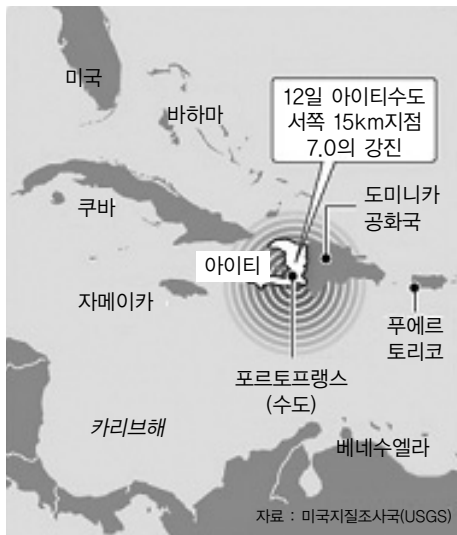 미국
바하마
12일 아이티수도
서쪽 15km지점
7.0의 강진
쿠바
도미니카
공화국
아이티
자메이카
푸에르
토리코
포르토프랭스
(수도)
카리브해
베네수엘라
자료 : 미국지질조사국(USGS)